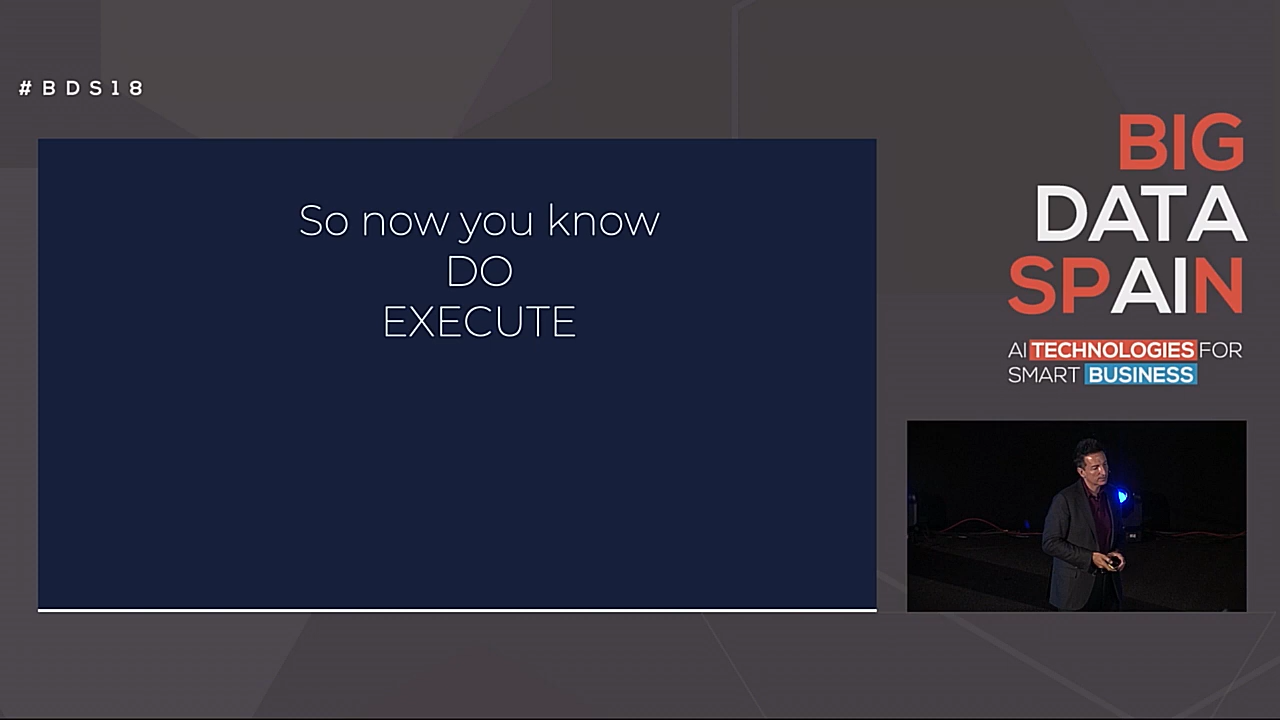 #BDS18
So now you know
DO
EXECUTE
BIG
DATA
SPAIN
AI TECHNOLOGIES FOR
SMART BUSINESS